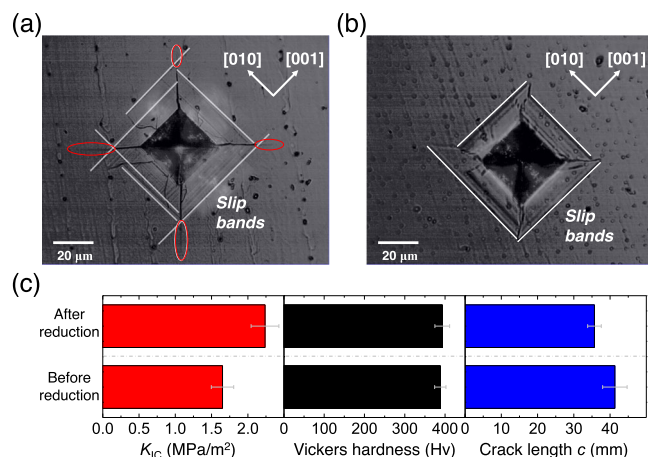 (a)
(b)
[010] [001]
[010] [001]
Slip
bands
Slip
bands
20 μm
20 μm
(c)
After
reduction
Before
reduction
0.0 0.5 1.0 1.5 2.0
0 100 200 300 400
0 10 20 30 40
K_IC (MPa/m²)
Vickers hardness (Hv)
Crack length c (mm)